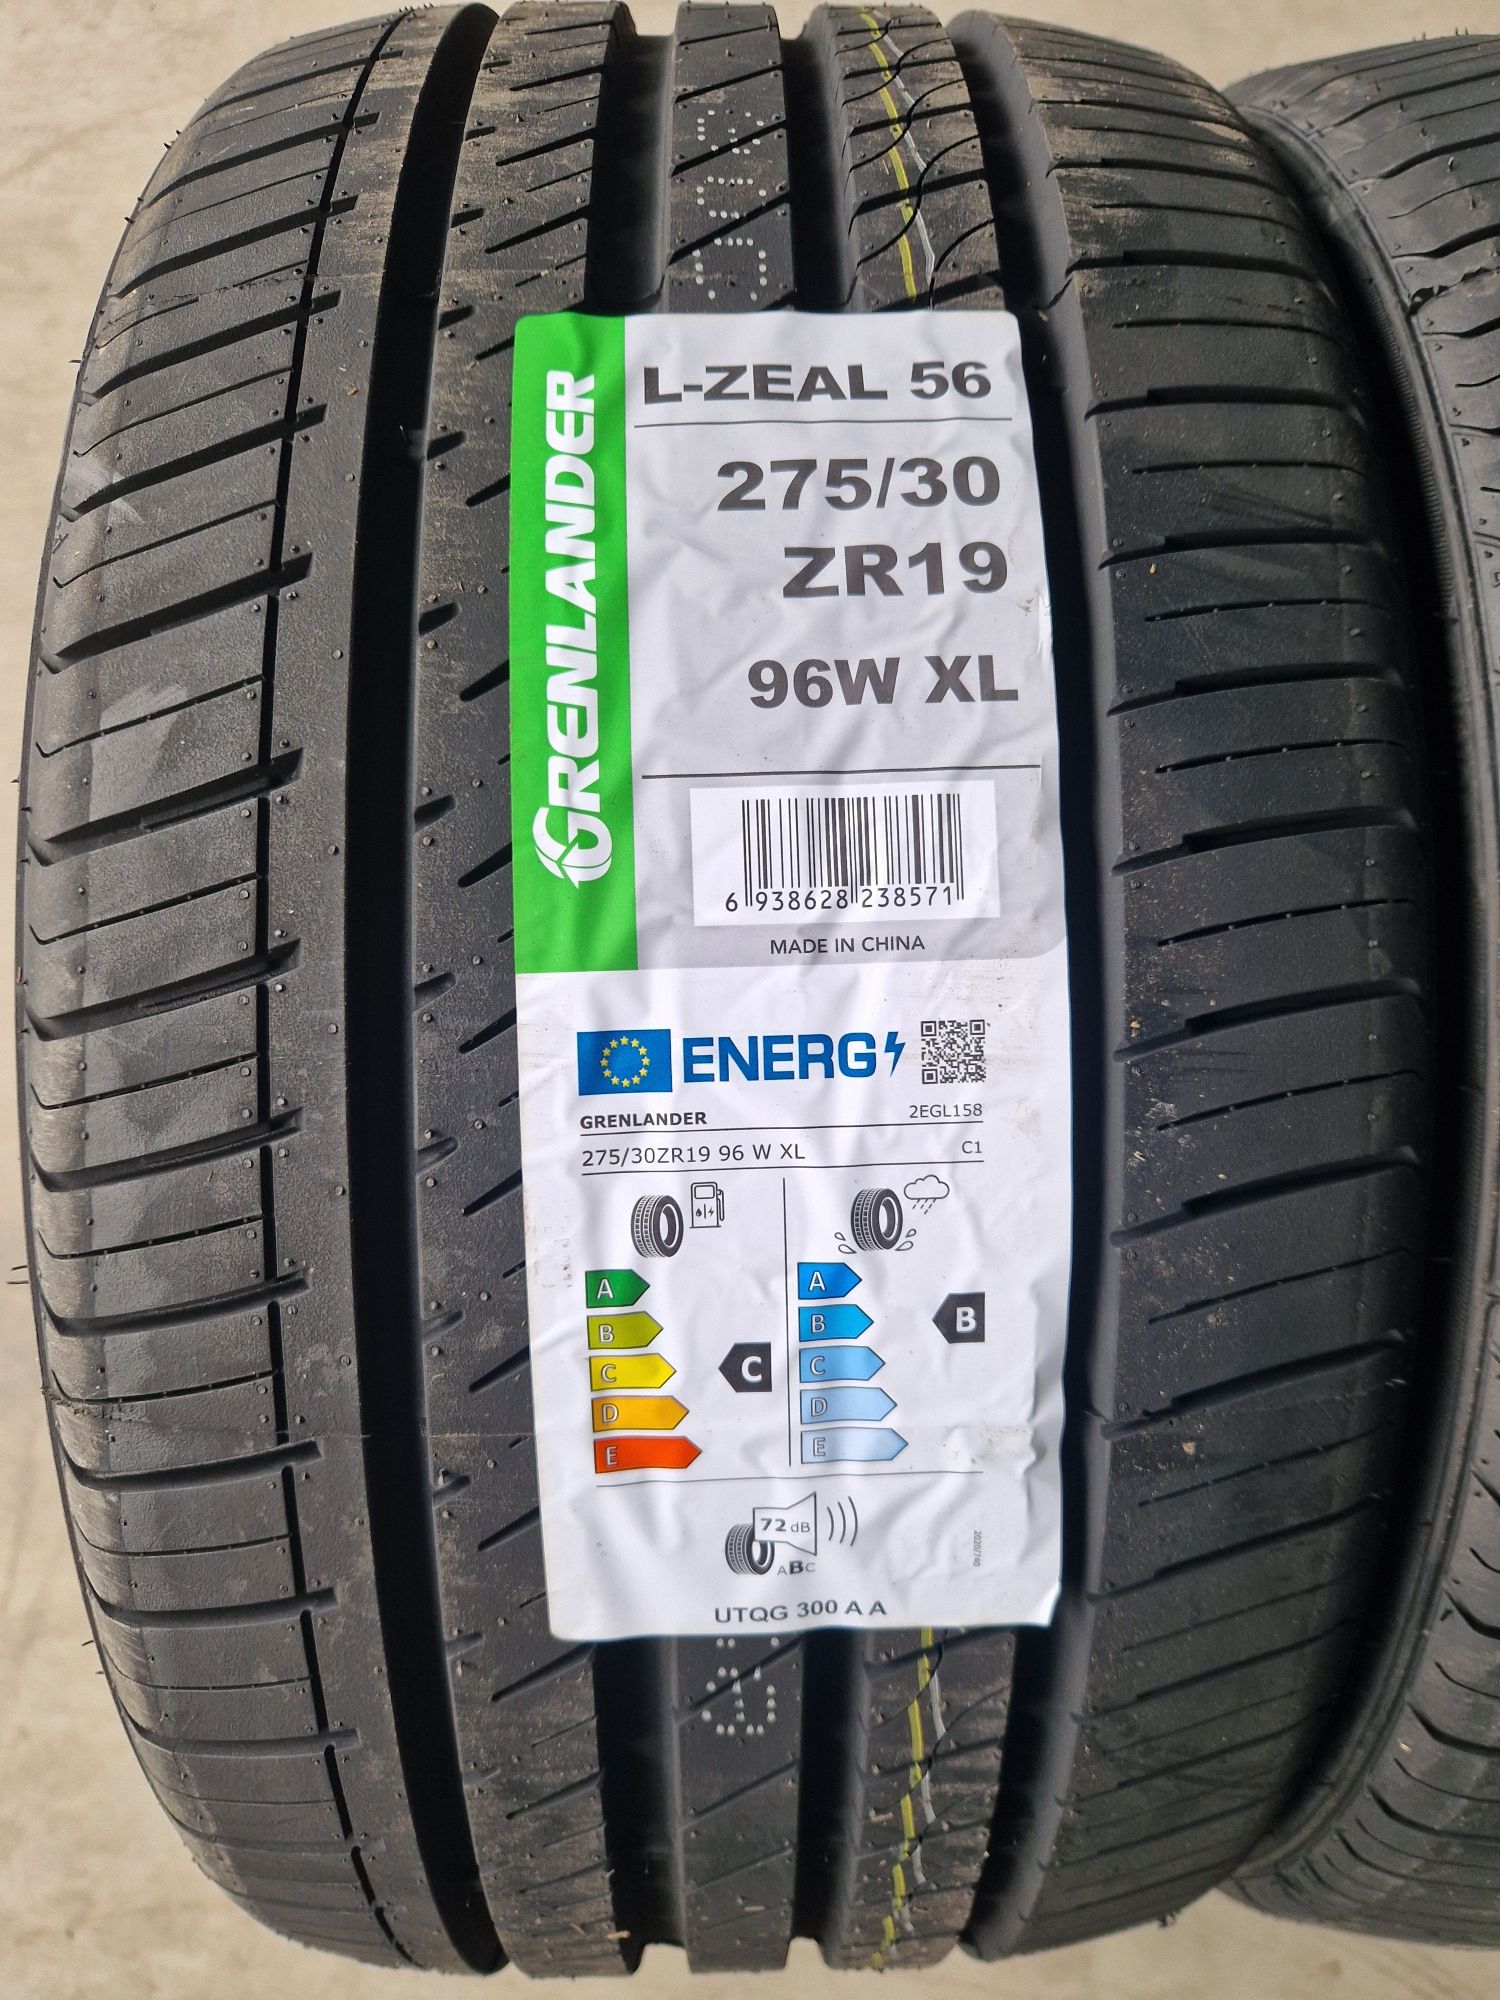 GRENLANDER
L-ZEAL 56
275/30
ZR19
96W XL
6 938628 238571
MADE IN CHINA
ENERG
GRENLANDER 2EGL158
275/30ZR19 96 W XL C1
A A
B B B
C C C
D D
E E
72 dB
ABC
2020/740
UTQG 300 A A